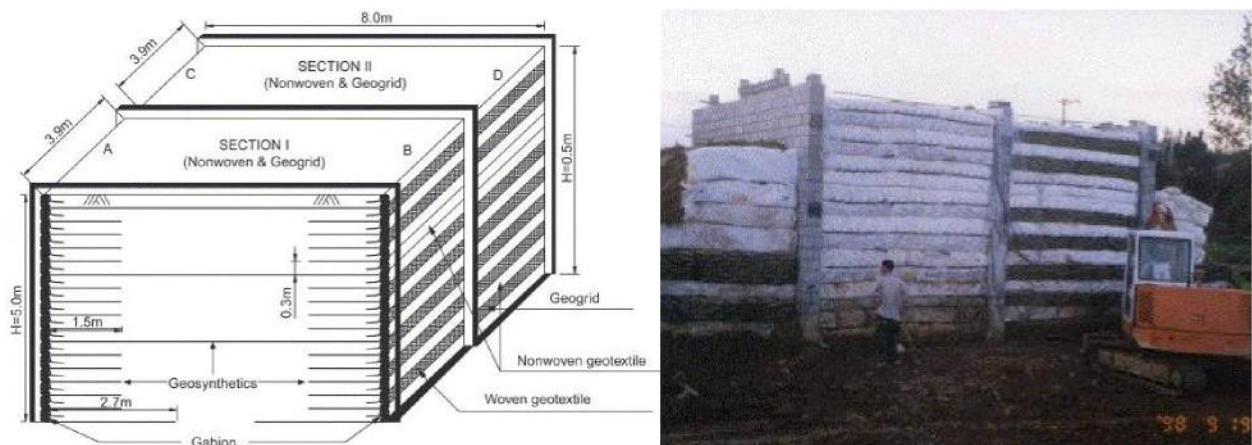 8.0m
3.9m
C
SECTION II
(Nonwoven & Geogrid)
D
3.9m
A
SECTION I
(Nonwoven & Geogrid)
B
H=0.5m
H=5.0m
0.3m
1.5m
Geosynthetics
2.7m
Gabion
Geogrid
Nonwoven geotextile
Woven geotextile
'98 9 19